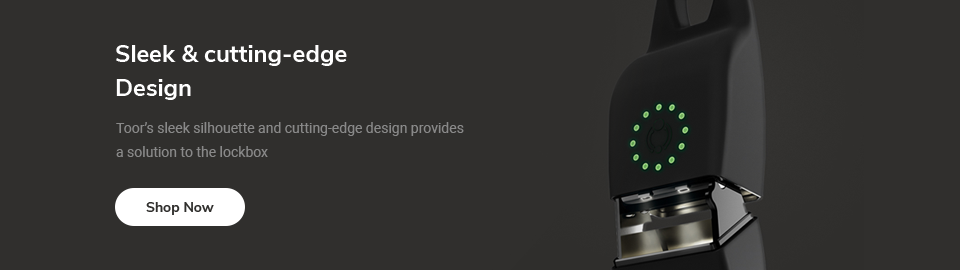 Sleek & cutting-edge
Design
Toor’s sleek silhouette and cutting-edge design provides
a solution to the lockbox
Shop Now